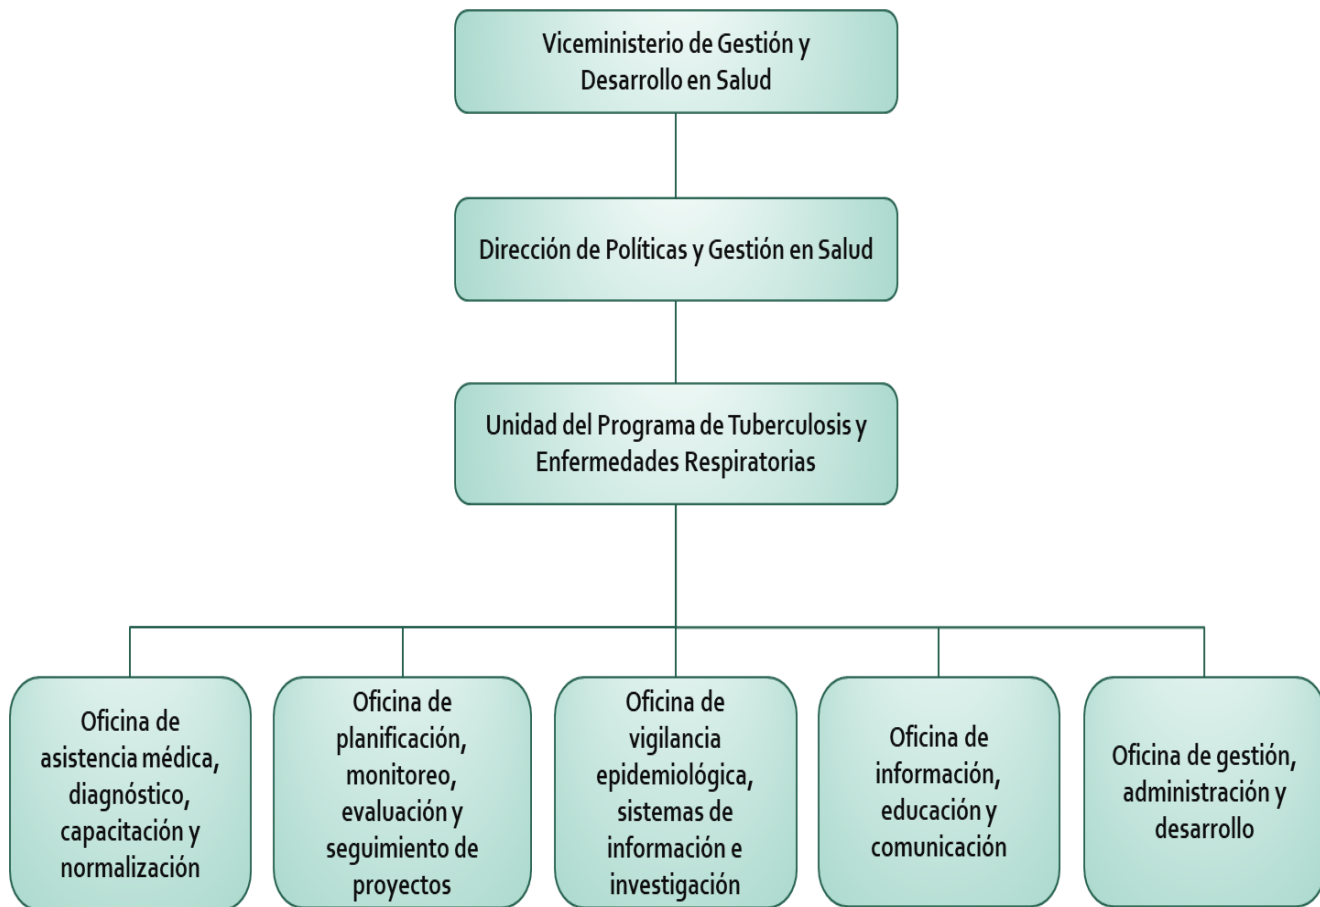 Viceministerio de Gestión y
Desarrollo en Salud
Dirección de Políticas y Gestión en Salud
Unidad del Programa de Tuberculosis y
Enfermedades Respiratorias
Oficina de
asistencia médica,
diagnóstico,
capacitación y
normalización
Oficina de
planificación,
monitoreo,
evaluación y
seguimiento de
proyectos
Oficina de
vigilancia
epidemiológica,
sistemas de
información e
investigación
Oficina de
información,
educación y
comunicación
Oficina de gestión,
administración y
desarrollo